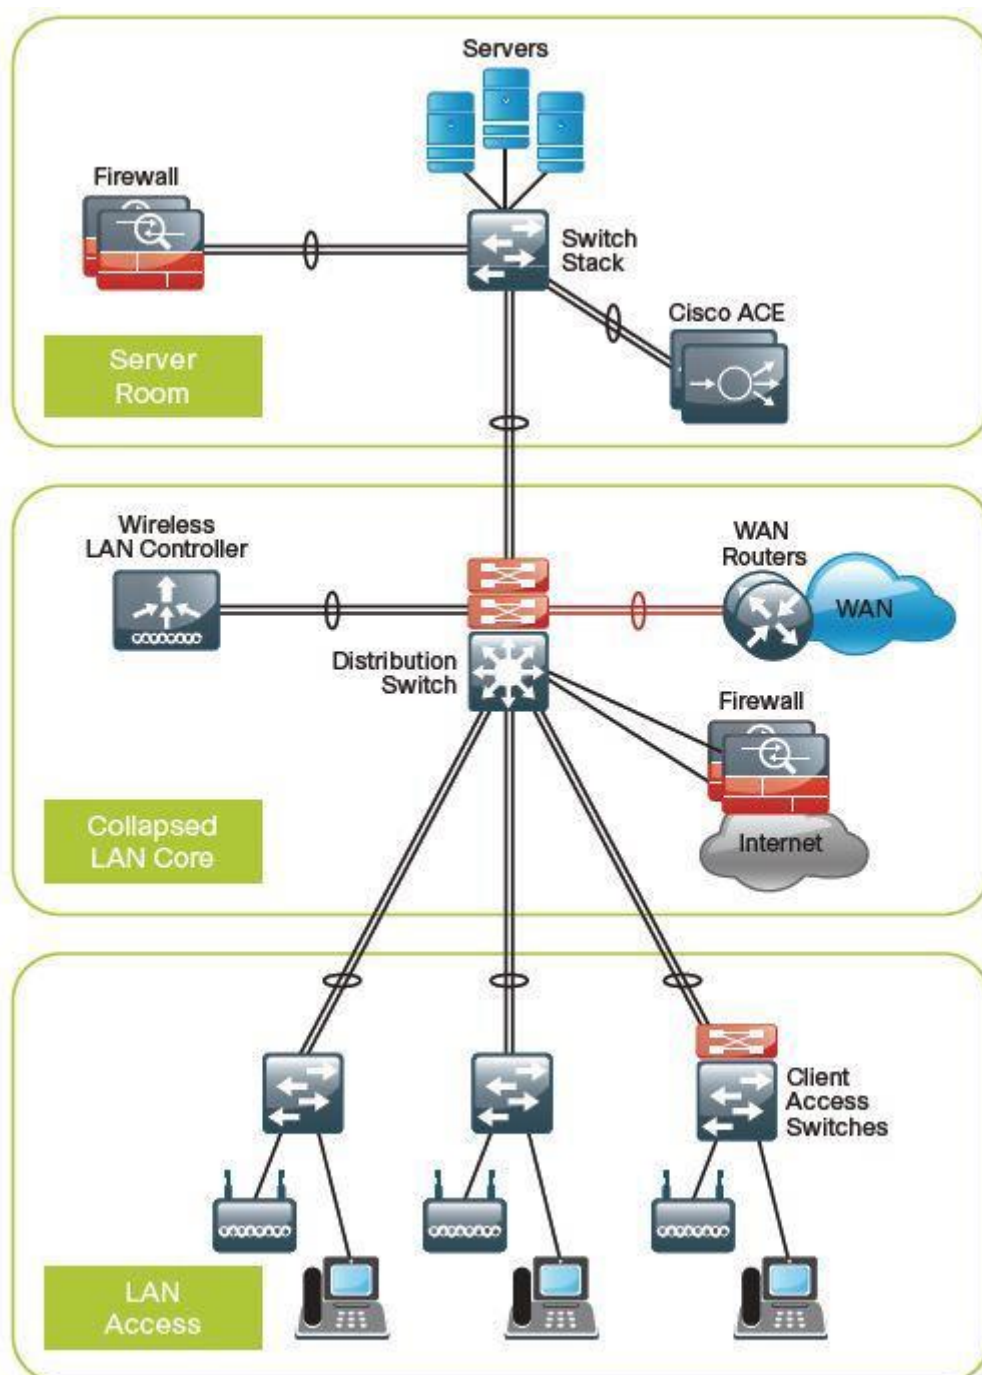 Servers
Firewall
Switch
Stack
Cisco ACE
Server
Room
Wireless
LAN Controller
WAN
Routers
WAN
Distribution
Switch
Firewall
Internet
Collapsed
LAN Core
Client
Access
Switches
LAN
Access